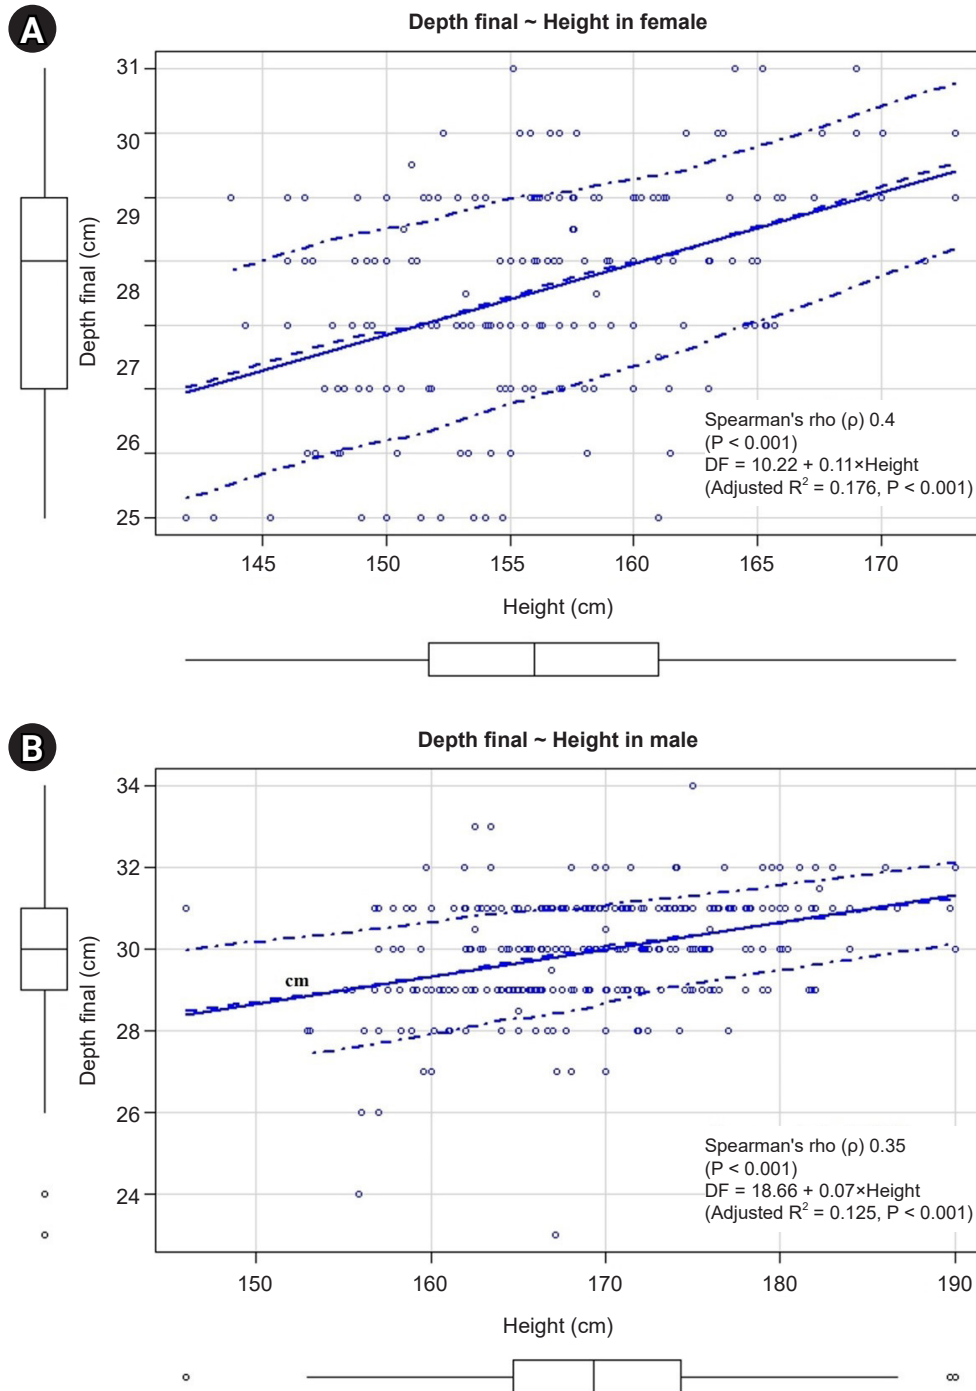 A
Depth final ~ Height in female
31
30
29
28
27
26
25
Depth final (cm)
Spearman's rho (ρ) 0.4
(P < 0.001)
DF = 10.22 + 0.11×Height
(Adjusted R² = 0.176, P < 0.001)
145 150 155 160 165 170
Height (cm)
B
Depth final ~ Height in male
34
32
30
28
26
24
Depth final (cm)
cm
Spearman's rho (ρ) 0.35
(P < 0.001)
DF = 18.66 + 0.07×Height
(Adjusted R² = 0.125, P < 0.001)
150 160 170 180 190
Height (cm)